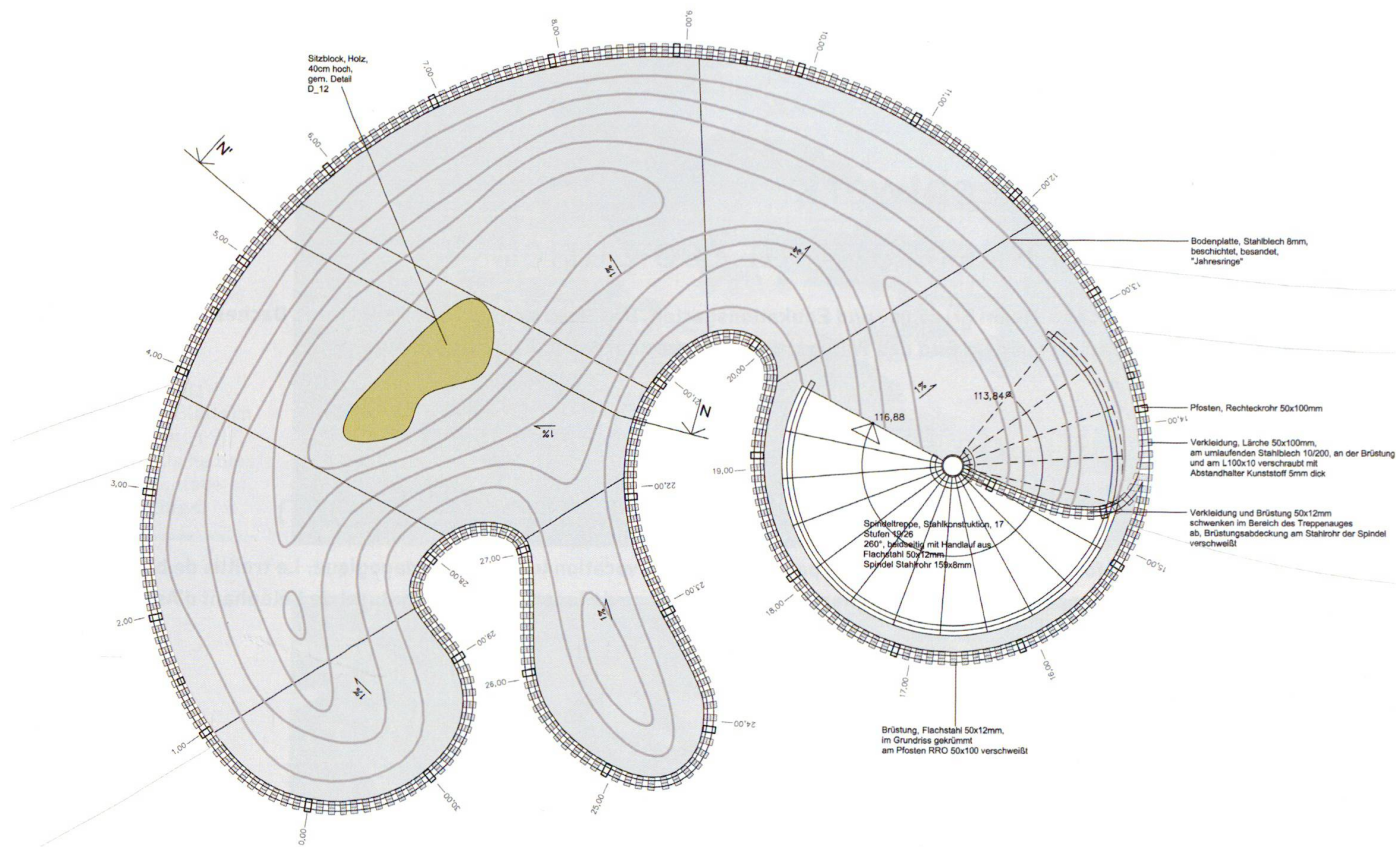 Sitzblock, Holz,
40cm hoch,
gem. Detail
D_12
N'
N
0,00
1,00
2,00
3,00
4,00
5,00
6,00
7,00
8,00
9,00
10,00
11,00
12,00
13,00
14,00
15,00
16,00
17,00
18,00
19,00
20,00
21,00
22,00
23,00
24,00
25,00
26,00
27,00
28,00
29,00
30,00
1%
1%
1%
1%
1%
1%
116,88
113,84
Bodenplatte, Stahlblech 8mm,
beschichtet, besandet,
"Jahresringe"
Pfosten, Rechteckrohr 50x100mm
Verkleidung, Lärche 50x100mm,
am umlaufenden Stahlblech 10/200, an der Brüstung
und am L100x10 verschraubt mit
Abstandhalter Kunststoff 5mm dick
Verkleidung und Brüstung 50x12mm
schwenken im Bereich des Treppenauges
ab, Brüstungsabdeckung am Stahlrohr der Spindel
verschweißt
Spindeltreppe, Stahlkonstruktion, 17
Stufen 19/26
260°, beidseitig mit Handlauf aus
Flachstahl 50x12mm
Spindel Stahlrohr 159x8mm
Brüstung, Flachstahl 50x12mm,
im Grundriss gekrümmt
am Pfosten RRO 50x100 verschweißt